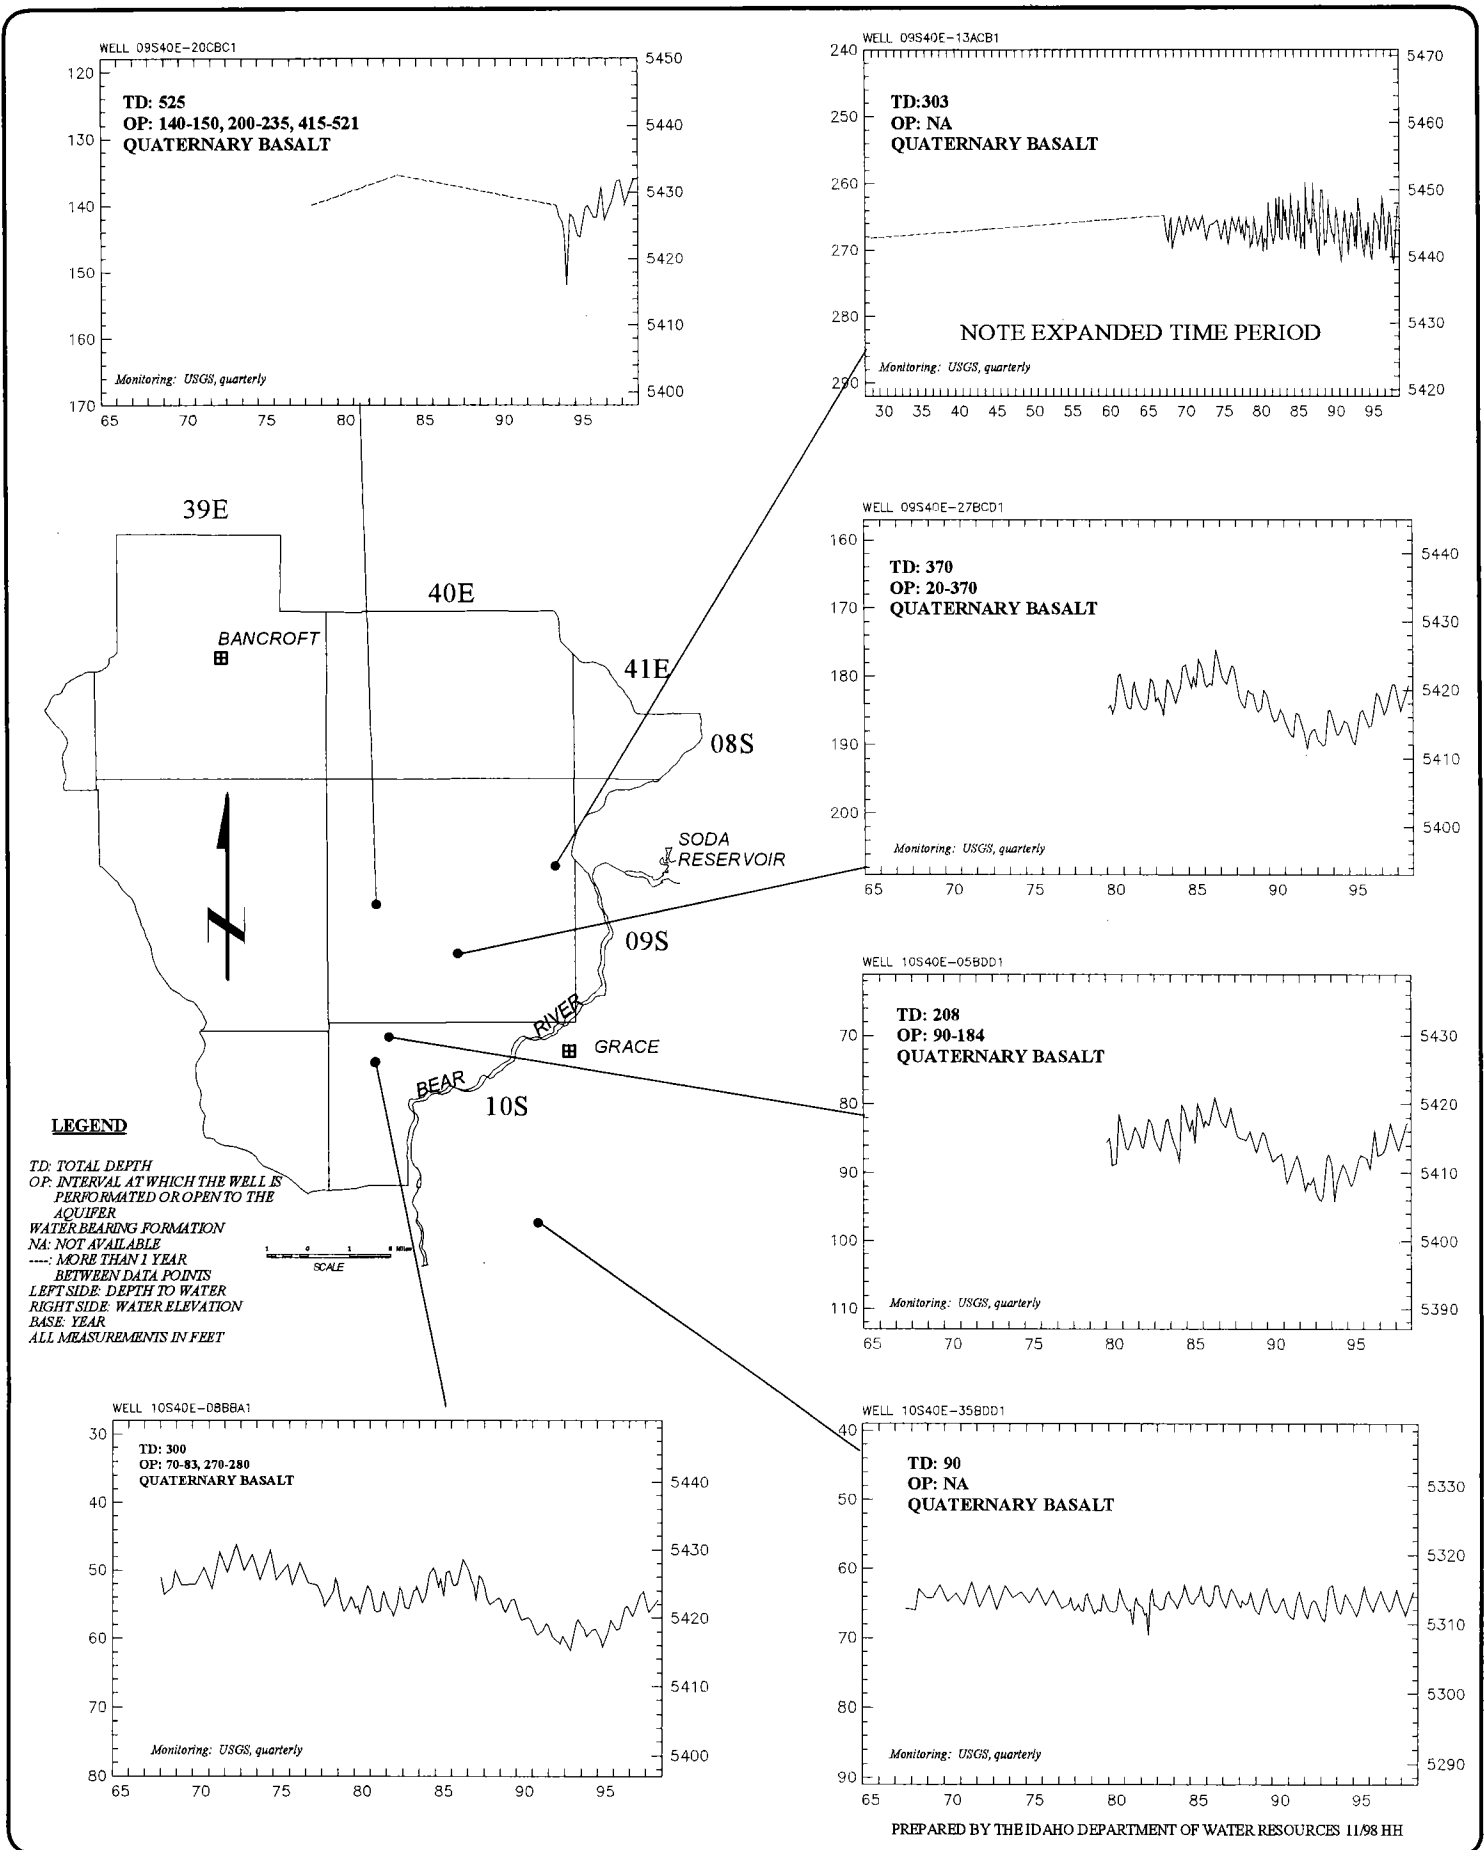 WELL 09S40E-20CBC1
120
130
140
150
160
170
TD: 525
OP: 140-150, 200-235, 415-521
QUATERNARY BASALT
Monitoring: USGS, quarterly
5450
5440
5430
5420
5410
5400
65 70 75 80 85 90 95
WELL 09S40E-13ACB1
240
250
260
270
280
290
TD:303
OP: NA
QUATERNARY BASALT
NOTE EXPANDED TIME PERIOD
Monitoring: USGS, quarterly
5470
5460
5450
5440
5430
5420
30 35 40 45 50 55 60 65 70 75 80 85 90 95
39E
40E
BANCROFT
41E
08S
SODA
RESERVOIR
N
09S
RIVER
GRACE
BEAR
10S
WELL 09S40E-27BCD1
160
170
180
190
200
TD: 370
OP: 20-370
QUATERNARY BASALT
Monitoring: USGS, quarterly
5440
5430
5420
5410
5400
65 70 75 80 85 90 95
WELL 10S40E-05BDD1
70
80
90
100
110
TD: 208
OP: 90-184
QUATERNARY BASALT
Monitoring: USGS, quarterly
5430
5420
5410
5400
5390
65 70 75 80 85 90 95
LEGEND
TD: TOTAL DEPTH
OP: INTERVAL AT WHICH THE WELL IS
PERFORMATED OR OPEN TO THE
AQUIFER
WATER BEARING FORMATION
NA: NOT AVAILABLE
----: MORE THAN 1 YEAR
BETWEEN DATA POINTS
LEFT SIDE: DEPTH TO WATER
RIGHT SIDE: WATER ELEVATION
BASE: YEAR
ALL MEASUREMENTS IN FEET
1 0 1 Miles
SCALE
WELL 10S40E-08BBA1
30
40
50
60
70
80
TD: 300
OP: 70-83, 270-280
QUATERNARY BASALT
Monitoring: USGS, quarterly
5440
5430
5420
5410
5400
65 70 75 80 85 90 95
WELL 10S40E-35BDD1
40
50
60
70
80
90
TD: 90
OP: NA
QUATERNARY BASALT
Monitoring: USGS, quarterly
5330
5320
5310
5300
5290
65 70 75 80 85 90 95
PREPARED BY THE IDAHO DEPARTMENT OF WATER RESOURCES 11/98 HH